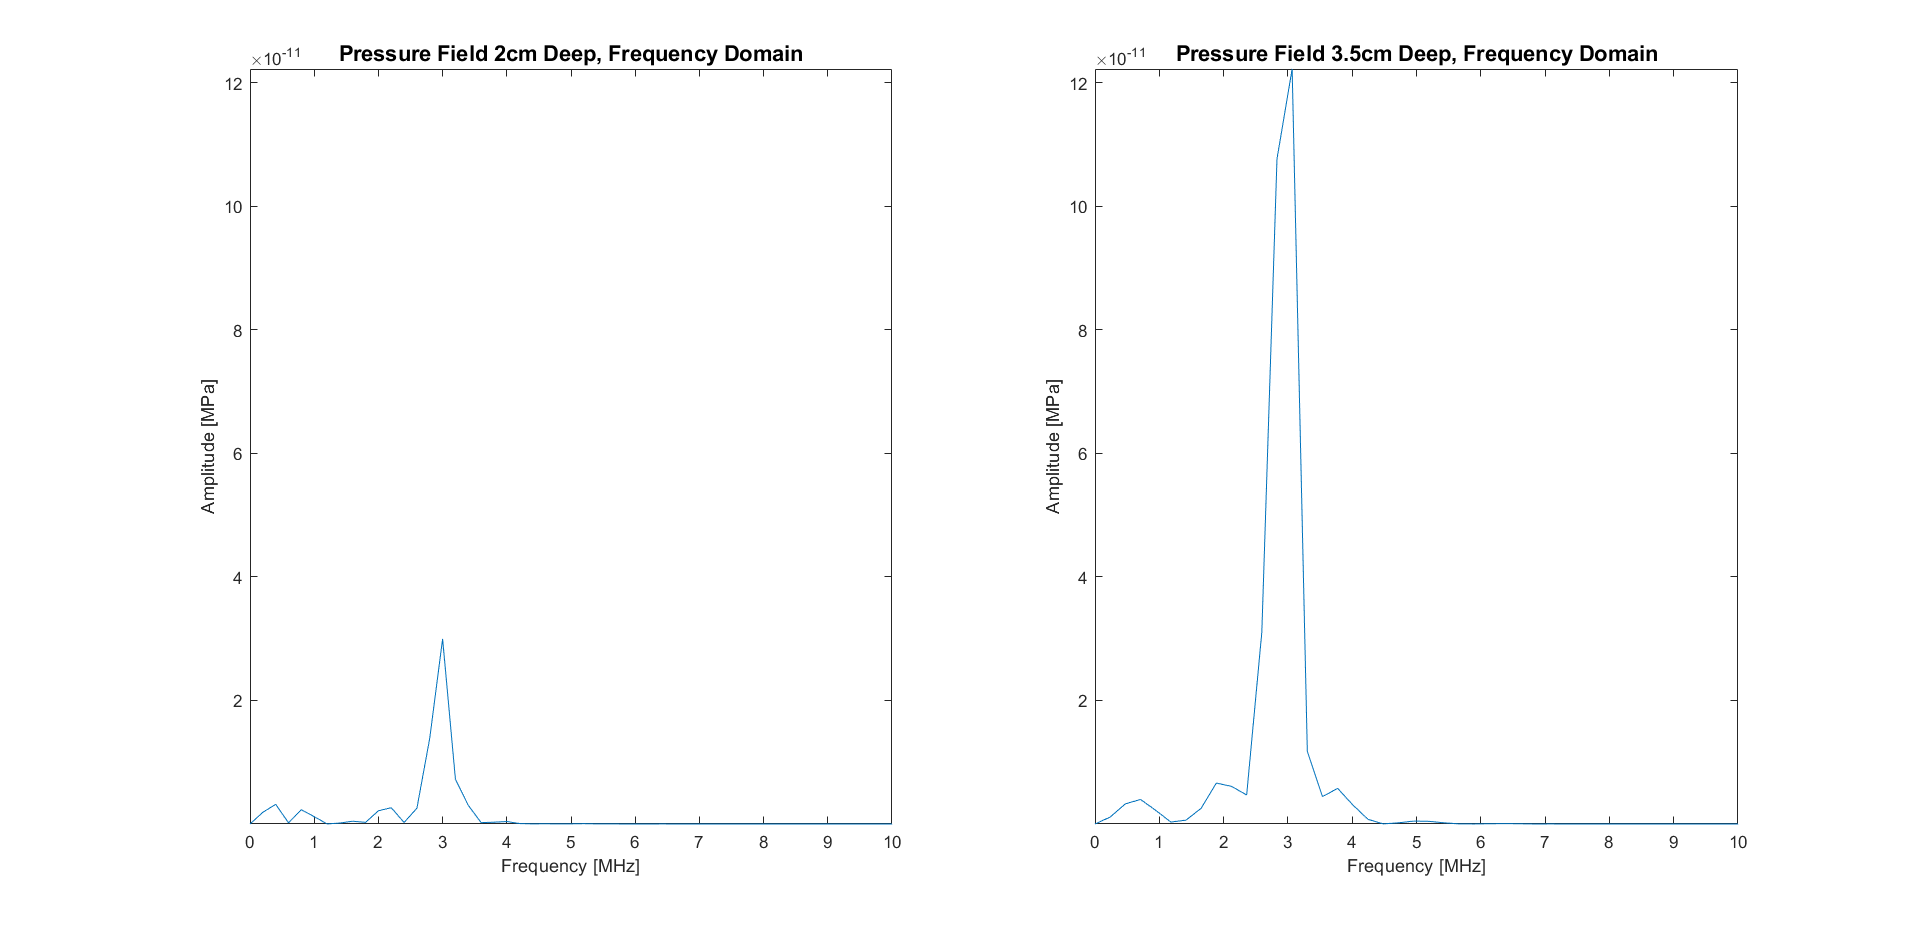 Pressure Field 2cm Deep, Frequency Domain
×10⁻¹¹
12
10
8
6
4
2
Amplitude [MPa]
0 1 2 3 4 5 6 7 8 9 10
Frequency [MHz]
Pressure Field 3.5cm Deep, Frequency Domain
×10⁻¹¹
12
10
8
6
4
2
Amplitude [MPa]
0 1 2 3 4 5 6 7 8 9 10
Frequency [MHz]